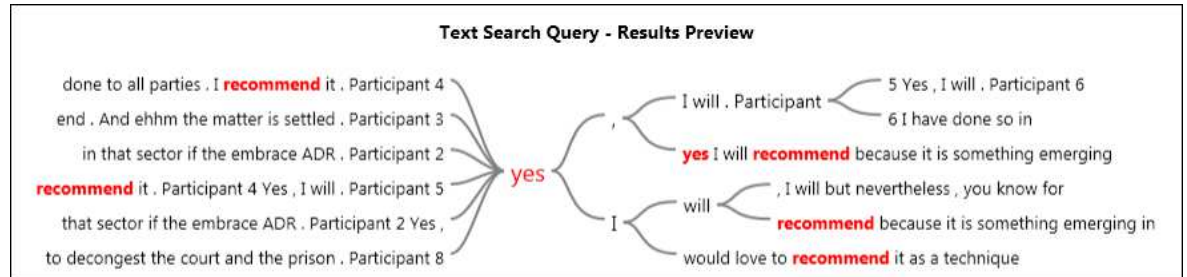 Text Search Query - Results Preview
done to all parties . I recommend it . Participant 4
end . And ehhm the matter is settled . Participant 3
in that sector if the embrace ADR . Participant 2
recommend it . Participant 4 Yes , I will . Participant 5
that sector if the embrace ADR . Participant 2 Yes ,
to decongest the court and the prison . Participant 8
yes
,
I will . Participant
5 Yes , I will . Participant 6
6 I have done so in
yes I will recommend because it is something emerging
I
will
, I will but nevertheless , you know for
recommend because it is something emerging in
would love to recommend it as a technique